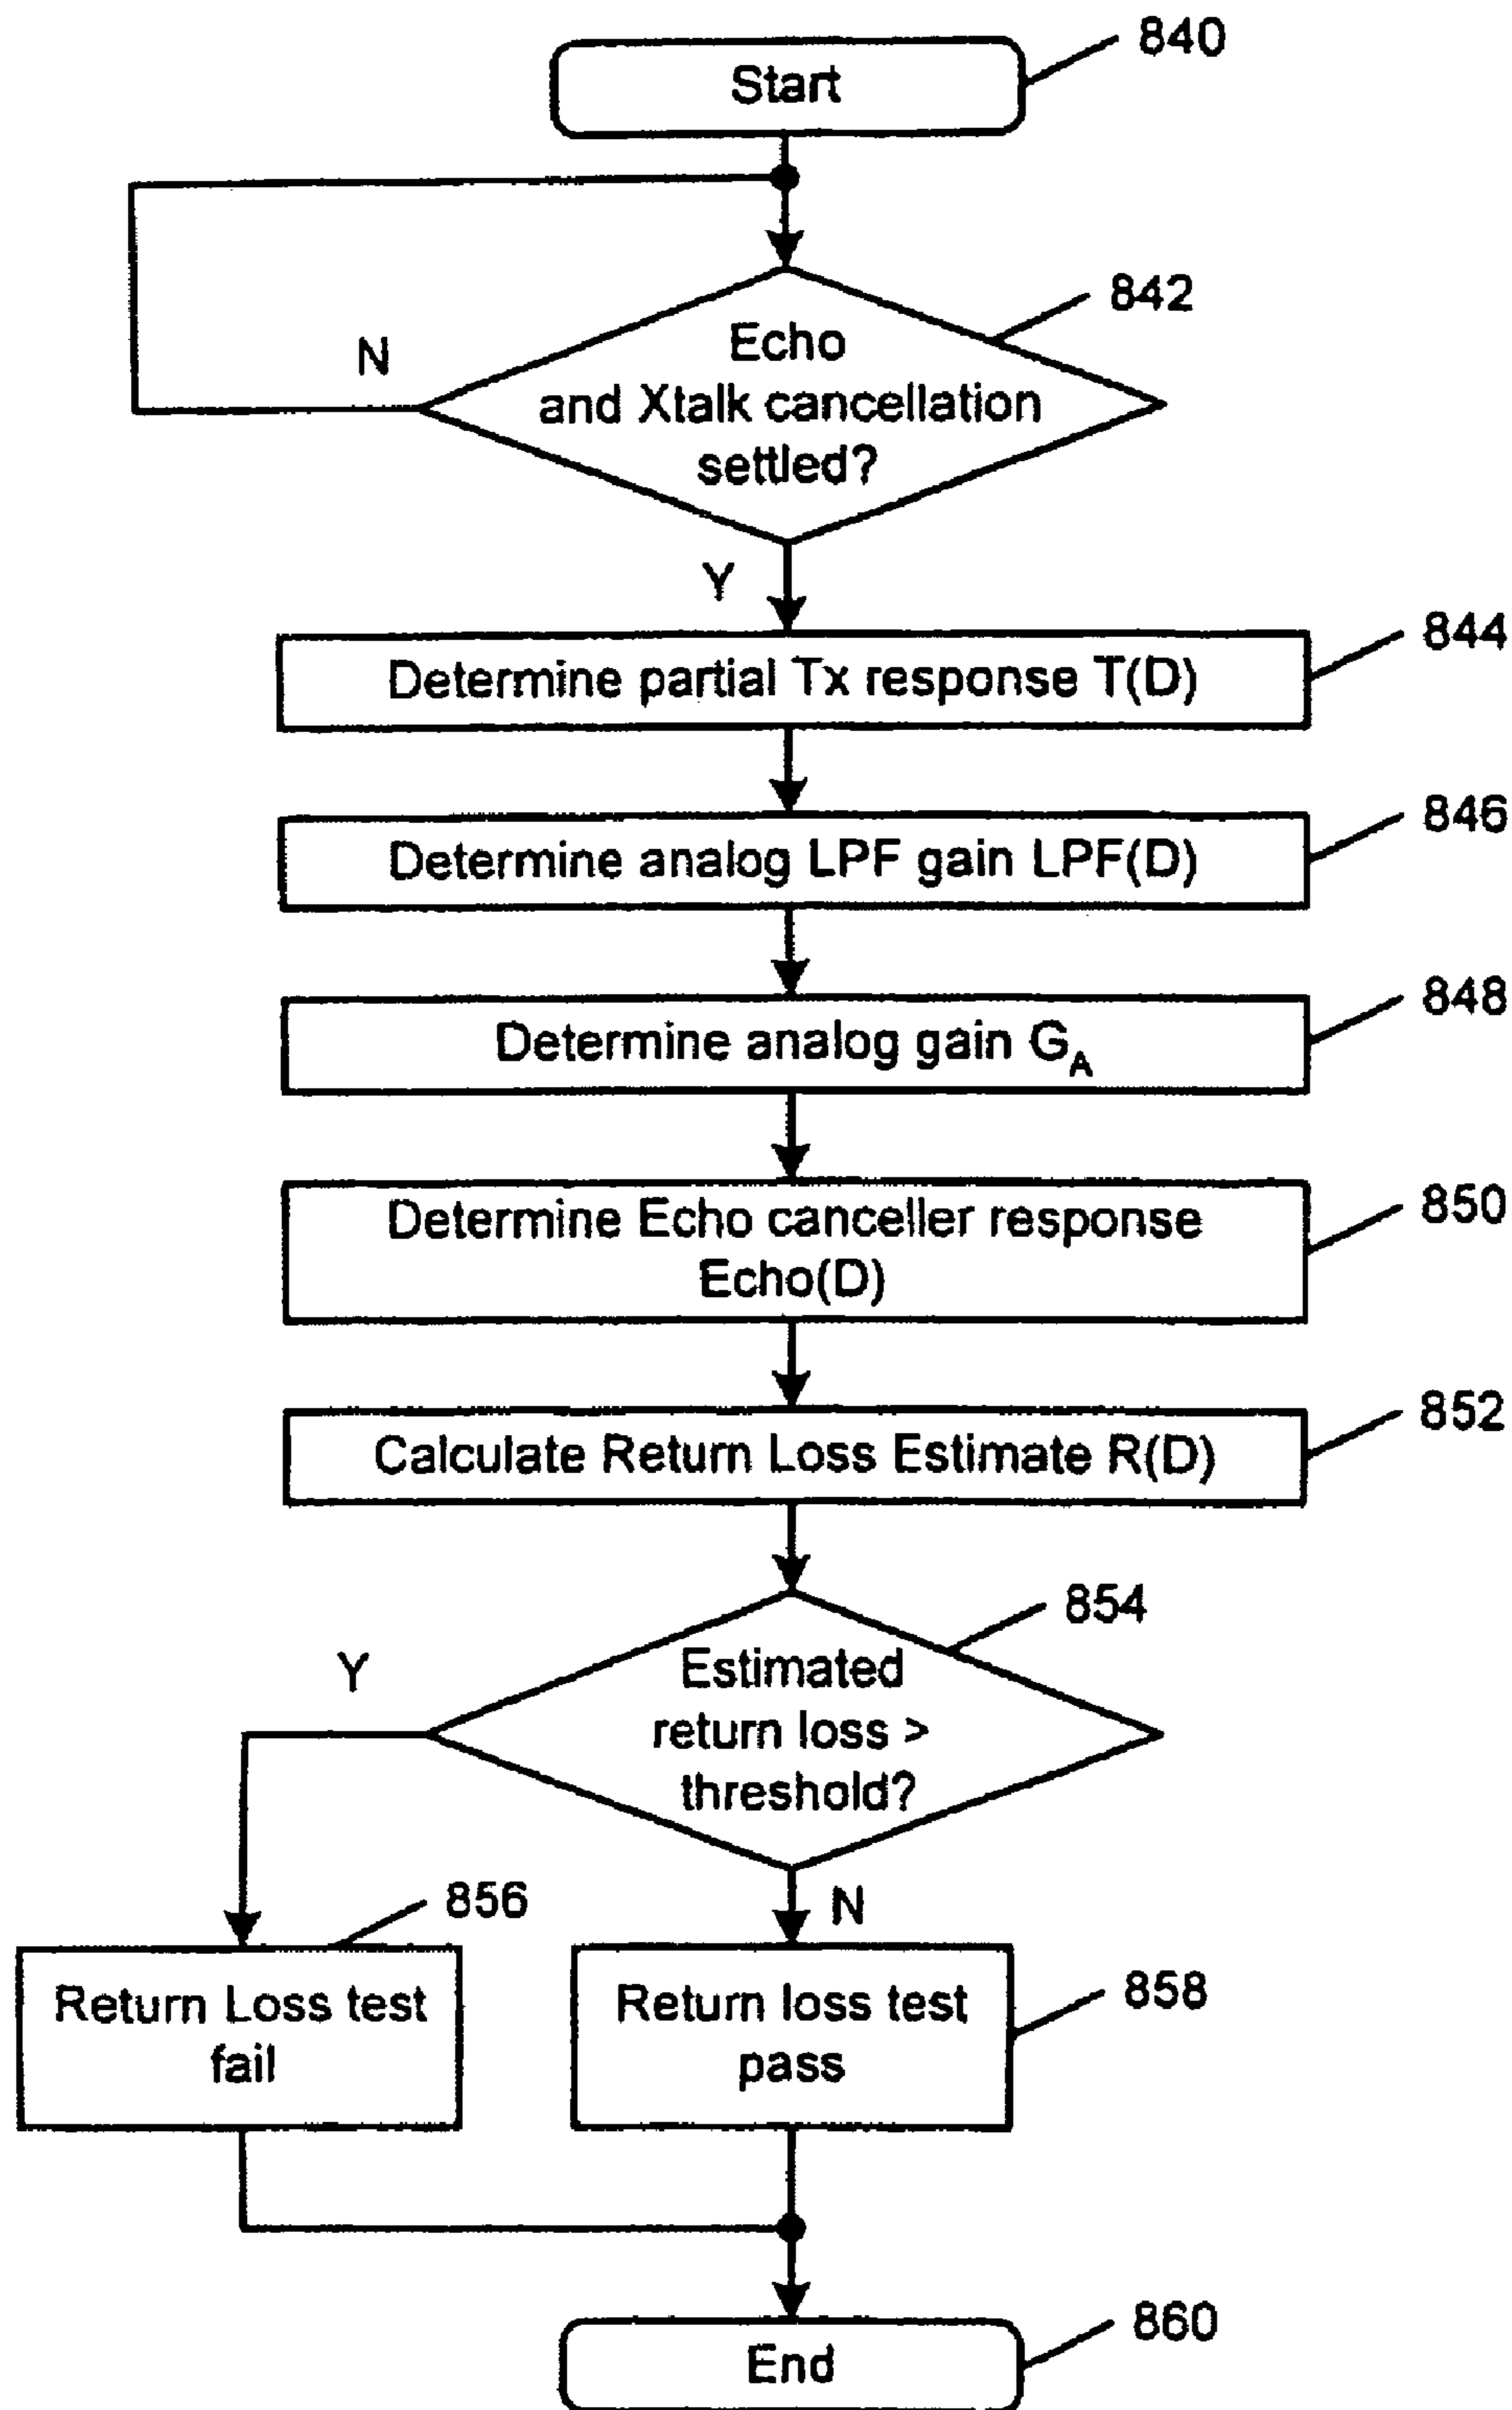 Start
840
Echo
and Xtalk cancellation
settled?
842
N
Y
Determine partial Tx response T(D)
844
Determine analog LPF gain LPF(D)
846
Determine analog gain G_A
848
Determine Echo canceller response
Echo(D)
850
Calculate Return Loss Estimate R(D)
852
Estimated
return loss >
threshold?
854
Y
N
Return Loss test
fail
856
Return loss test
pass
858
End
860